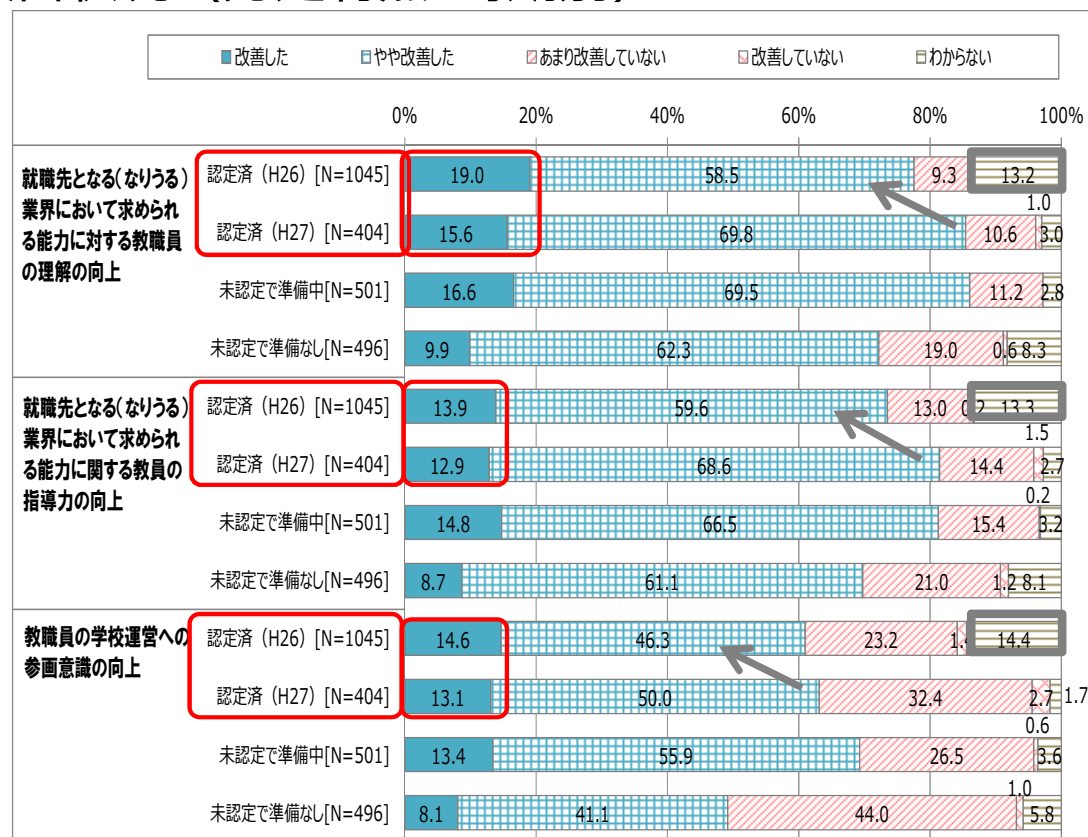 改善した やや改善した あまり改善していない 改善していない わからない
0% 20% 40% 60% 80% 100%
就職先となる(なりうる)
業界において求められ
る能力に対する教職員
の理解の向上
認定済（H26）[N=1045] 19.0 58.5 9.3 13.2
1.0
認定済（H27）[N=404] 15.6 69.8 10.6 3.0
未認定で準備中[N=501] 16.6 69.5 11.2 2.8
未認定で準備なし[N=496] 9.9 62.3 19.0 0.6 8.3
就職先となる(なりうる)
業界において求められ
る能力に関する教員の
指導力の向上
認定済（H26）[N=1045] 13.9 59.6 13.0 0.2 13.3
1.5
認定済（H27）[N=404] 12.9 68.6 14.4 2.7
0.2
未認定で準備中[N=501] 14.8 66.5 15.4 3.2
未認定で準備なし[N=496] 8.7 61.1 21.0 1.2 8.1
教職員の学校運営への
参画意識の向上
認定済（H26）[N=1045] 14.6 46.3 23.2 14.4
認定済（H27）[N=404] 13.1 50.0 32.4 2.7 1.7
0.6
未認定で準備中[N=501] 13.4 55.9 26.5 3.6
1.0
未認定で準備なし[N=496] 8.1 41.1 44.0 5.8